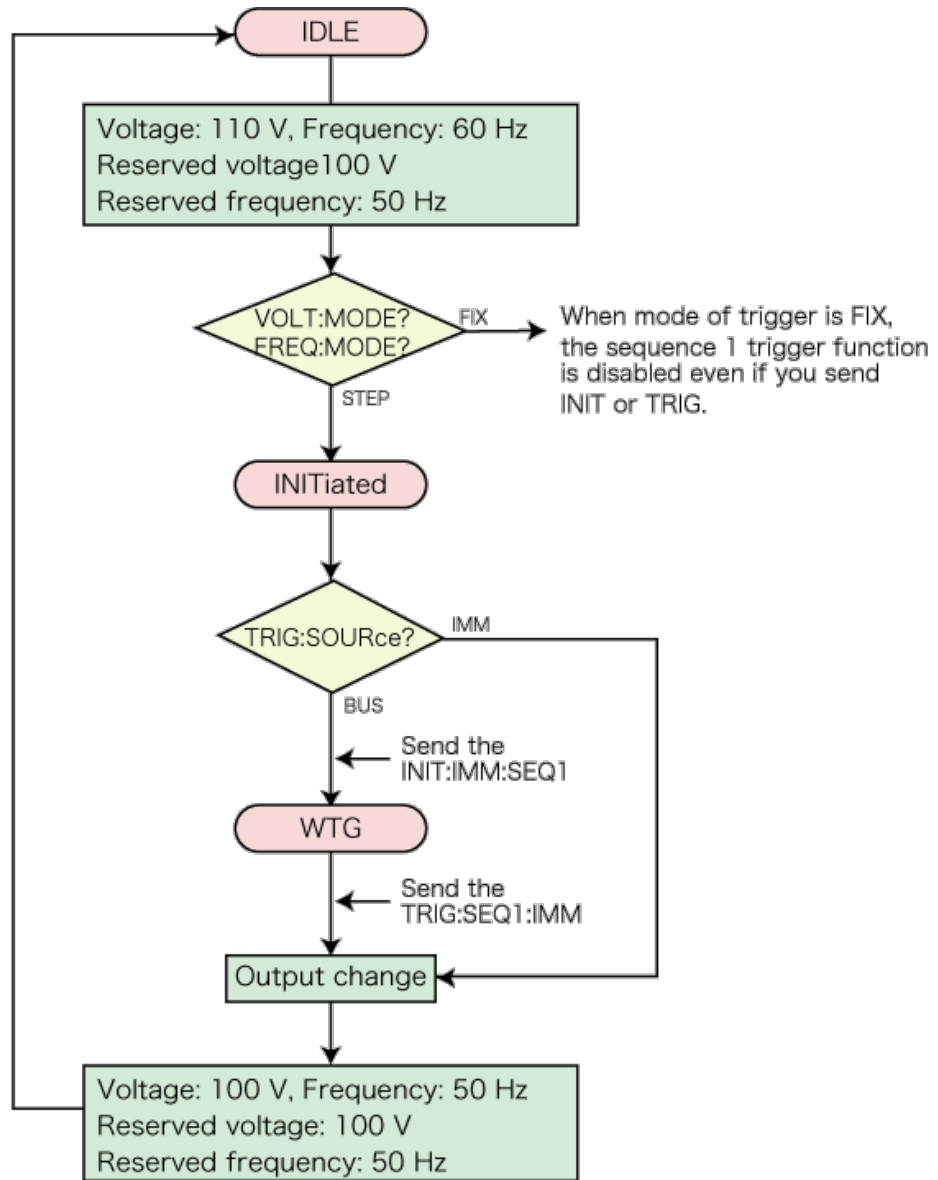 IDLE
Voltage: 110 V, Frequency: 60 Hz
Reserved voltage100 V
Reserved frequency: 50 Hz
VOLT:MODE?
FREQ:MODE?
FIX
When mode of trigger is FIX,
the sequence 1 trigger function
is disabled even if you send
INIT or TRIG.
STEP
INITiated
TRIG:SOURce?
IMM
BUS
Send the
INIT:IMM:SEQ1
WTG
Send the
TRIG:SEQ1:IMM
Output change
Voltage: 100 V, Frequency: 50 Hz
Reserved voltage: 100 V
Reserved frequency: 50 Hz